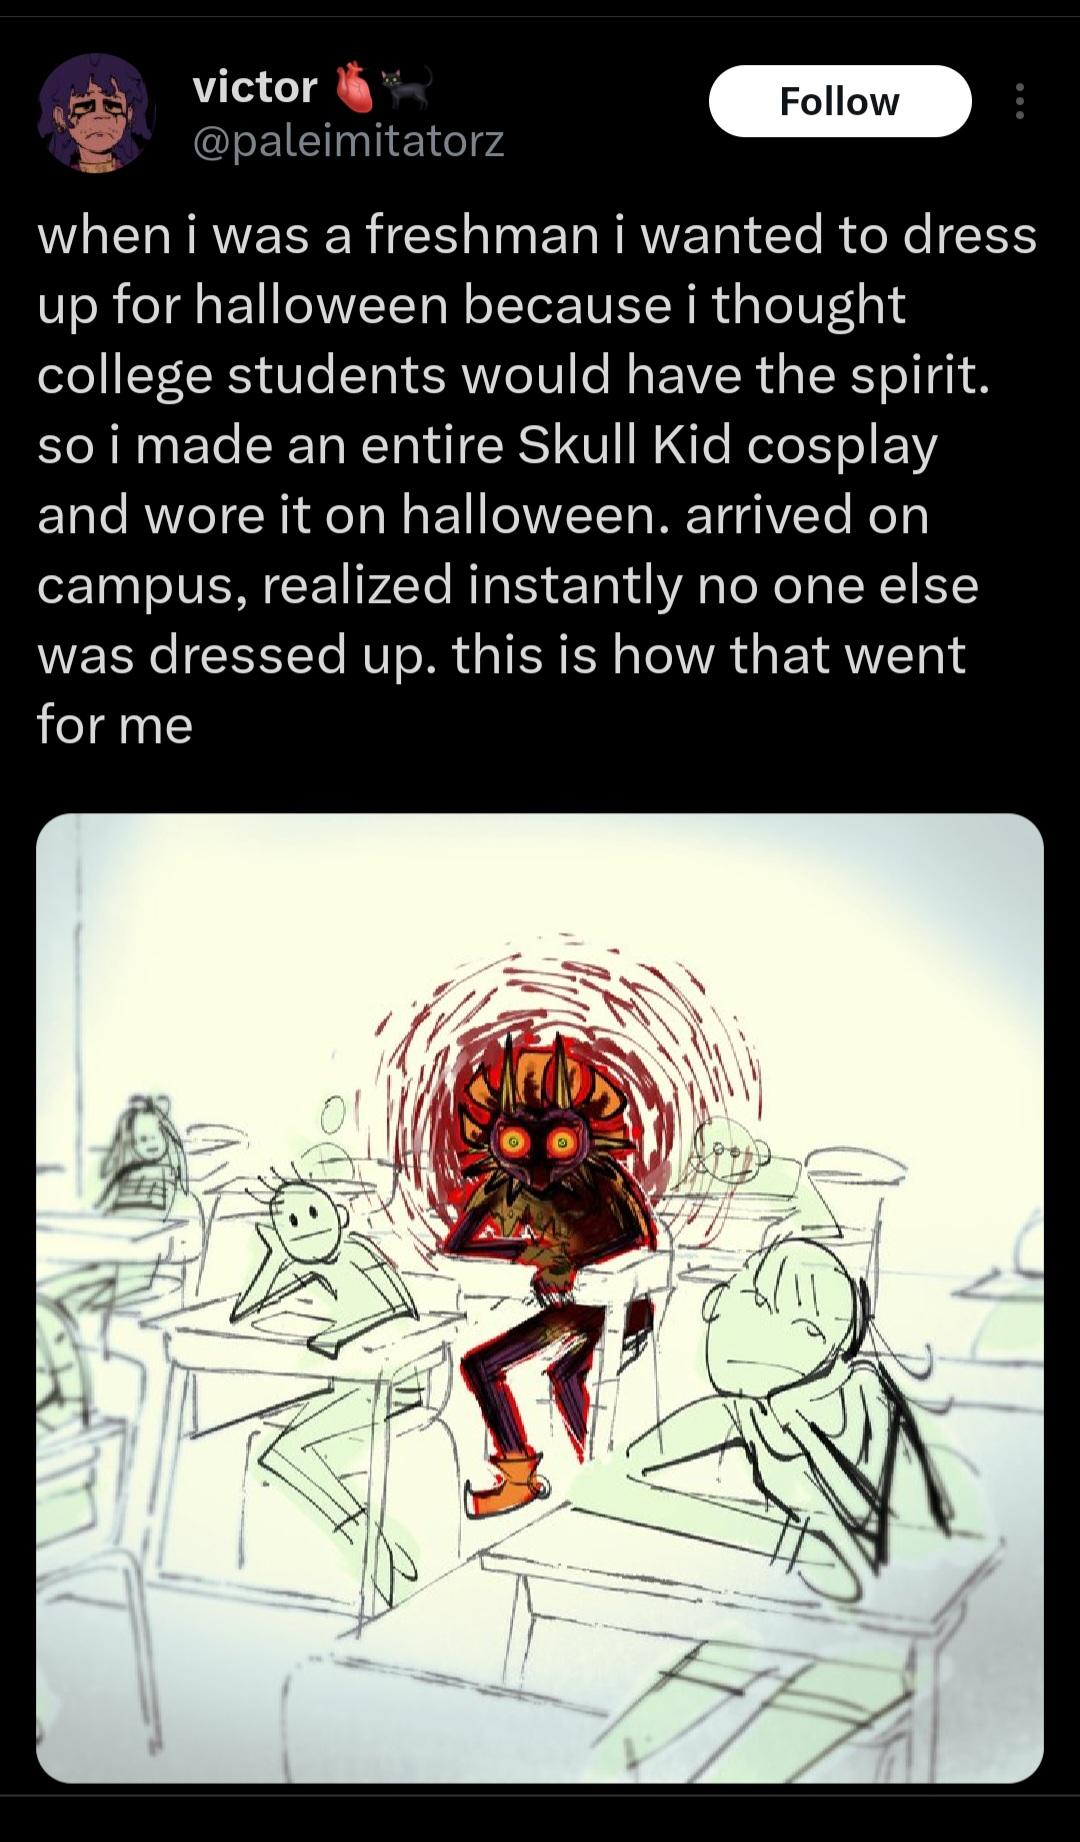 victor 🫀🐈‍⬛
@paleimitatorz
Follow
when i was a freshman i wanted to dress
up for halloween because i thought
college students would have the spirit.
so i made an entire Skull Kid cosplay
and wore it on halloween. arrived on
campus, realized instantly no one else
was dressed up. this is how that went
for me